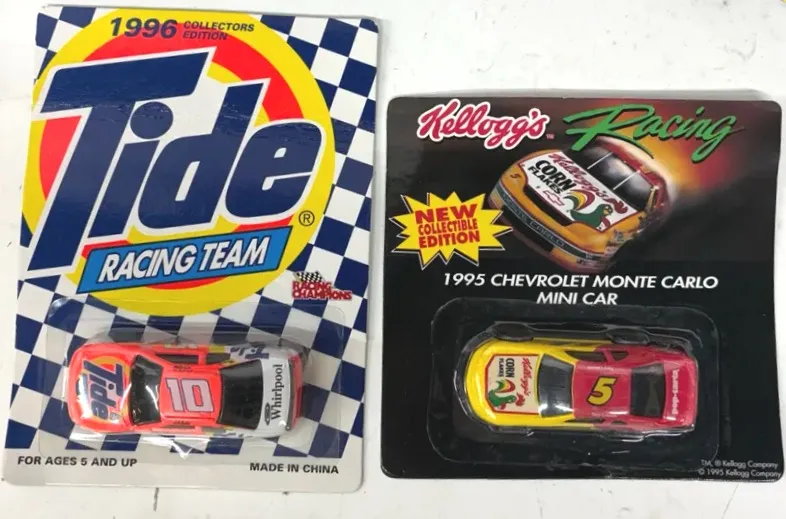 1996 COLLECTORS
EDITION
Tide®
RACING TEAM
RACING
CHAMPIONS
Tide
10
Whirlpool
FOR AGES 5 AND UP
MADE IN CHINA
Kellogg's™ Racing
Kellogg's
CORN
FLAKES
NEW
COLLECTIBLE
EDITION
1995 CHEVROLET MONTE CARLO
MINI CAR
Kellogg's
CORN
FLAKES
5
TM, ® Kellogg Company
© 1995 Kellogg Company